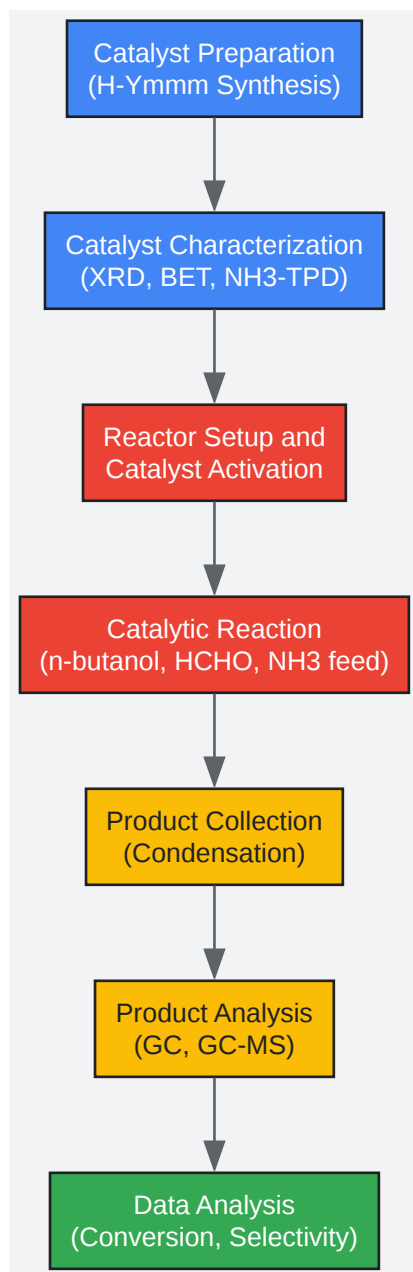 Catalyst Preparation
(H-Ymmm Synthesis)
Catalyst Characterization
(XRD, BET, NH3-TPD)
Reactor Setup and
Catalyst Activation
Catalytic Reaction
(n-butanol, HCHO, NH3 feed)
Product Collection
(Condensation)
Product Analysis
(GC, GC-MS)
Data Analysis
(Conversion, Selectivity)